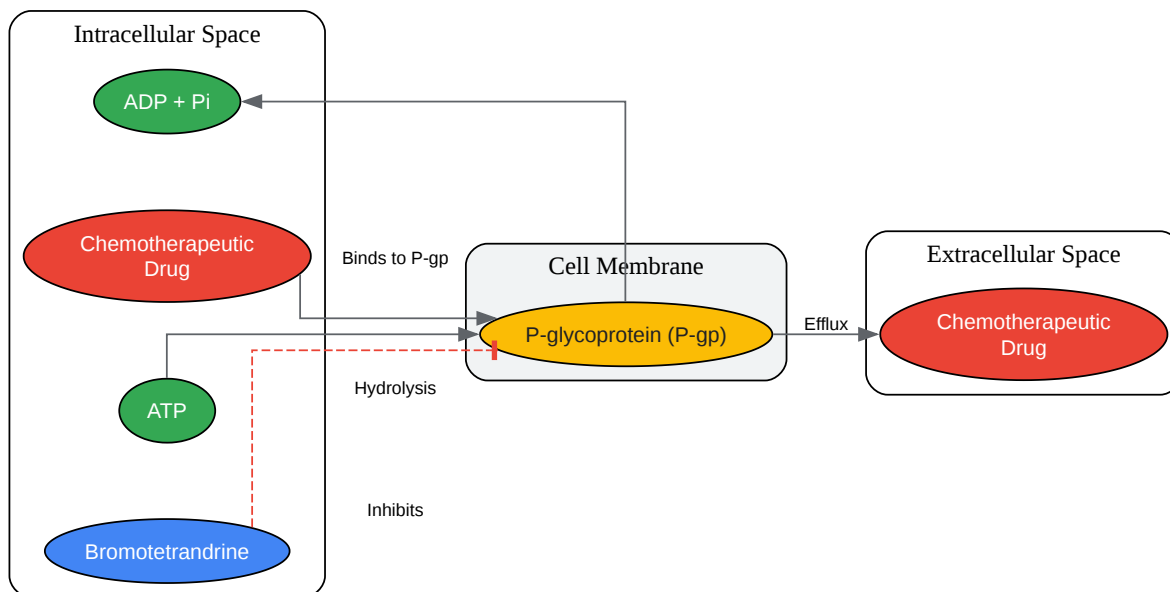 Intracellular Space
ADP + Pi
Chemotherapeutic
Drug
Binds to P-gp
Cell Membrane
Extracellular Space
P-glycoprotein (P-gp)
Efflux
Chemotherapeutic
Drug
Hydrolysis
ATP
Inhibits
Bromotetrandrine